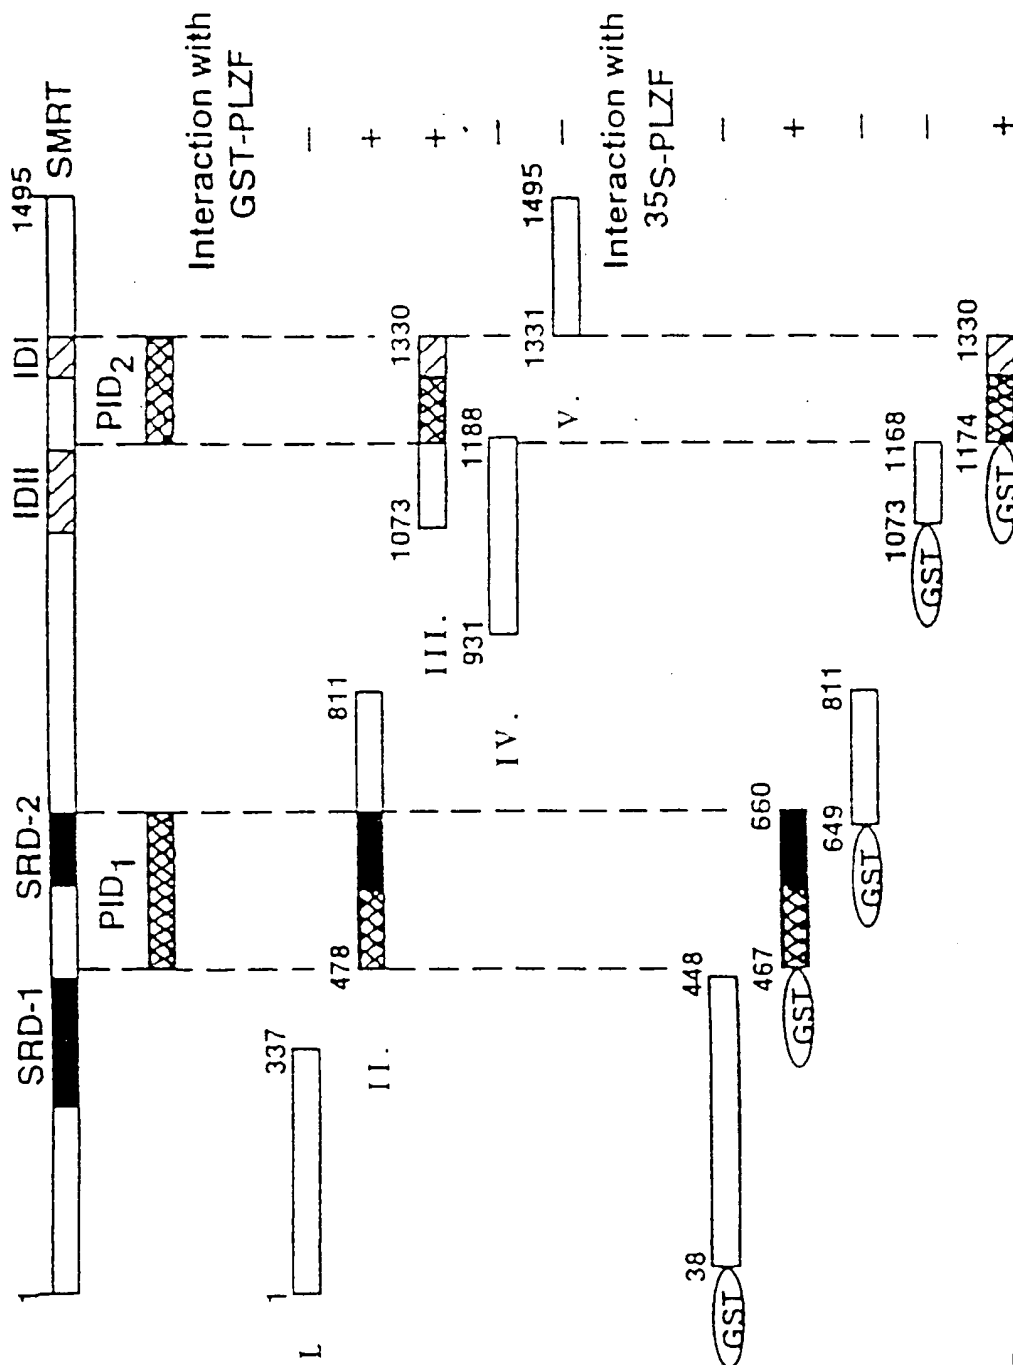 1 1495
SRD-1 SRD-2 IDII IDI SMRT
PID1 PID2
Interaction with
GST-PLZF
I. 1 337 −
II. 478 811 +
III. 1073 1330 +
IV. 931 1188 −
V. 1331 1495 −
Interaction with
35S-PLZF
GST 38 448 −
GST 467 660 +
GST 649 811 −
GST 1073 1168 −
GST 1174 1330 +